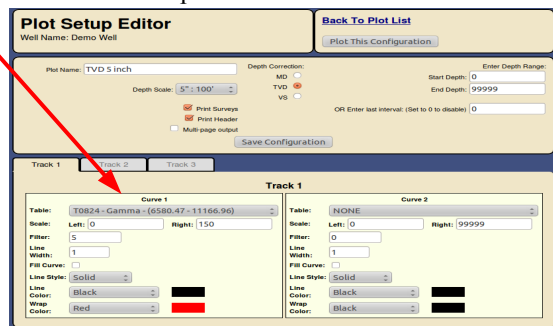 Plot Setup Editor
Well Name: Demo Well
Back To Plot List
Plot This Configuration
Plot Name: TVD 5 inch
Depth Scale: 5" : 100'
Print Surveys
Print Header
Multi-page output
Depth Correction:
MD
TVD
VS
Enter Depth Range:
Start Depth: 0
End Depth: 99999
OR Enter last interval: (Set to 0 to disable) 0
Save Configuration
Track 1 Track 2 Track 3
Track 1
Curve 1
Table: T0824 - Gamma - (6580.47 - 11166.96)
Scale: Left: 0 Right: 150
Filter: 5
Line Width: 1
Fill Curve:
Line Style: Solid
Line Color: Black
Wrap Color: Red
Curve 2
Table: NONE
Scale: Left: 0 Right: 99999
Filter: 0
Line Width: 1
Fill Curve:
Line Style: Solid
Line Color: Black
Wrap Color: Black